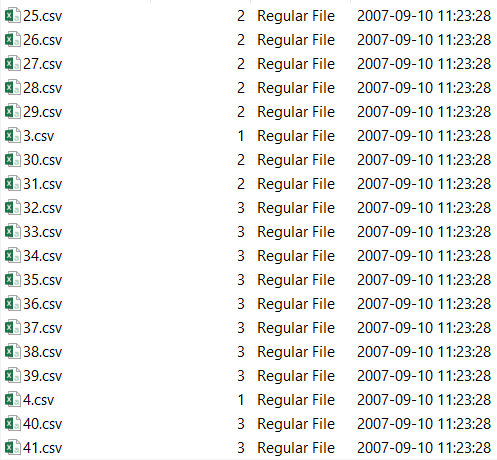 25.csv 2 Regular File 2007-09-10 11:23:28
26.csv 2 Regular File 2007-09-10 11:23:28
27.csv 2 Regular File 2007-09-10 11:23:28
28.csv 2 Regular File 2007-09-10 11:23:28
29.csv 2 Regular File 2007-09-10 11:23:28
3.csv 1 Regular File 2007-09-10 11:23:28
30.csv 2 Regular File 2007-09-10 11:23:28
31.csv 2 Regular File 2007-09-10 11:23:28
32.csv 3 Regular File 2007-09-10 11:23:28
33.csv 3 Regular File 2007-09-10 11:23:28
34.csv 3 Regular File 2007-09-10 11:23:28
35.csv 3 Regular File 2007-09-10 11:23:28
36.csv 3 Regular File 2007-09-10 11:23:28
37.csv 3 Regular File 2007-09-10 11:23:28
38.csv 3 Regular File 2007-09-10 11:23:28
39.csv 3 Regular File 2007-09-10 11:23:28
4.csv 1 Regular File 2007-09-10 11:23:28
40.csv 3 Regular File 2007-09-10 11:23:28
41.csv 3 Regular File 2007-09-10 11:23:28